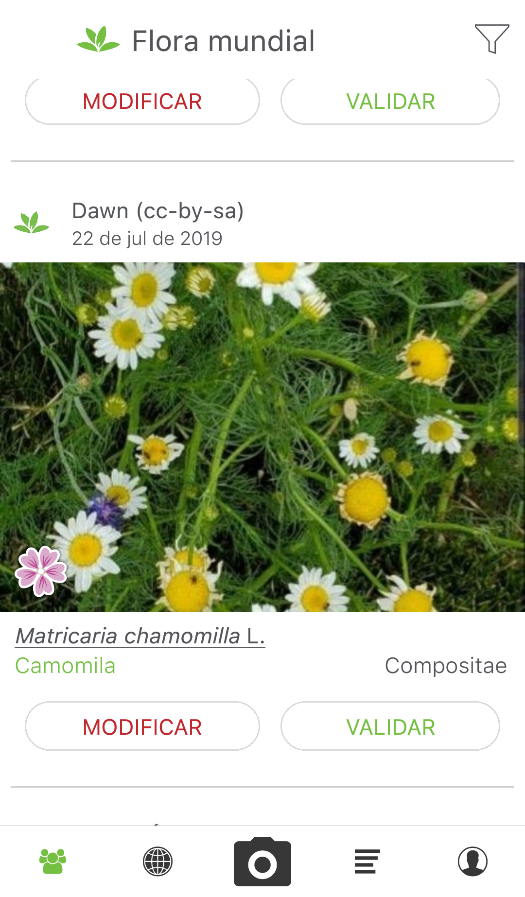 Flora mundial
MODIFICAR
VALIDAR
Dawn (cc-by-sa)
22 de jul de 2019
Matricaria chamomilla L.
Camomila
Compositae
MODIFICAR
VALIDAR